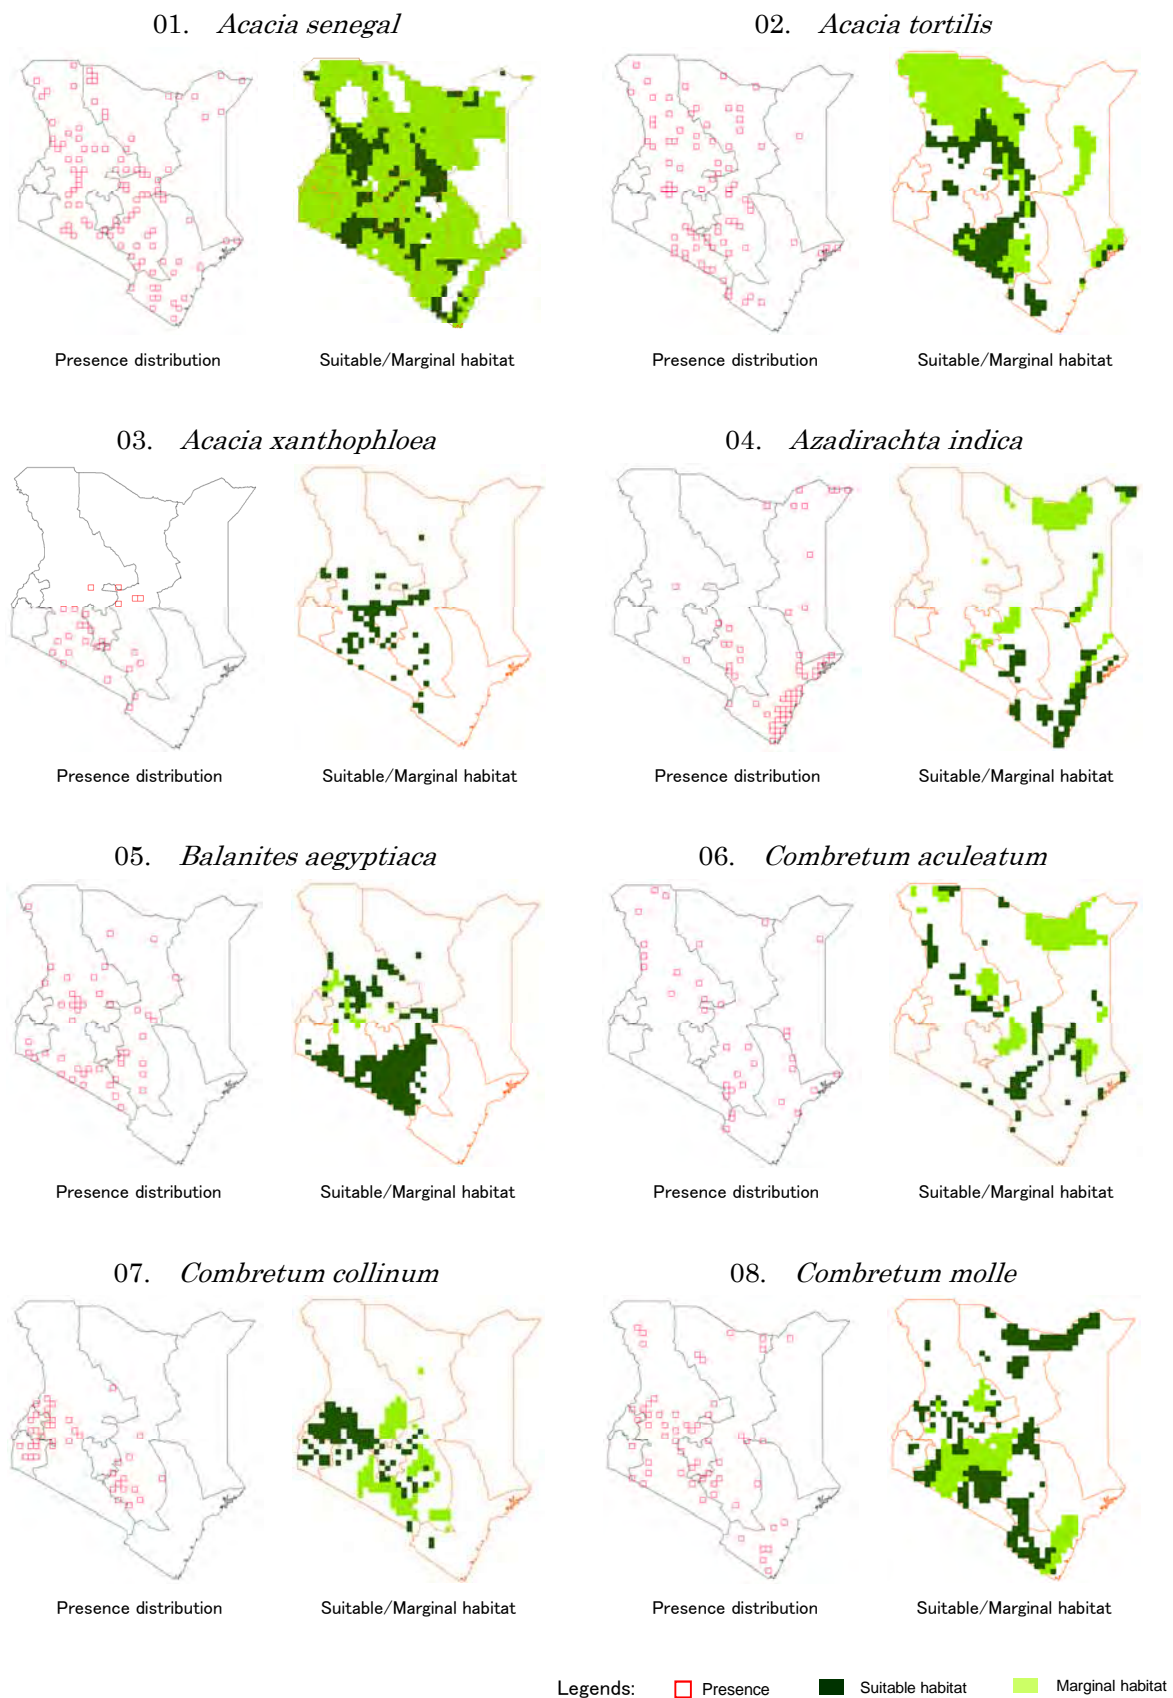 01. Acacia senegal
02. Acacia tortilis
Presence distribution
Suitable/Marginal habitat
Presence distribution
Suitable/Marginal habitat
03. Acacia xanthophloea
04. Azadirachta indica
Presence distribution
Suitable/Marginal habitat
Presence distribution
Suitable/Marginal habitat
05. Balanites aegyptiaca
06. Combretum aculeatum
Presence distribution
Suitable/Marginal habitat
Presence distribution
Suitable/Marginal habitat
07. Combretum collinum
08. Combretum molle
Presence distribution
Suitable/Marginal habitat
Presence distribution
Suitable/Marginal habitat
Legends: Presence Suitable habitat Marginal habitat